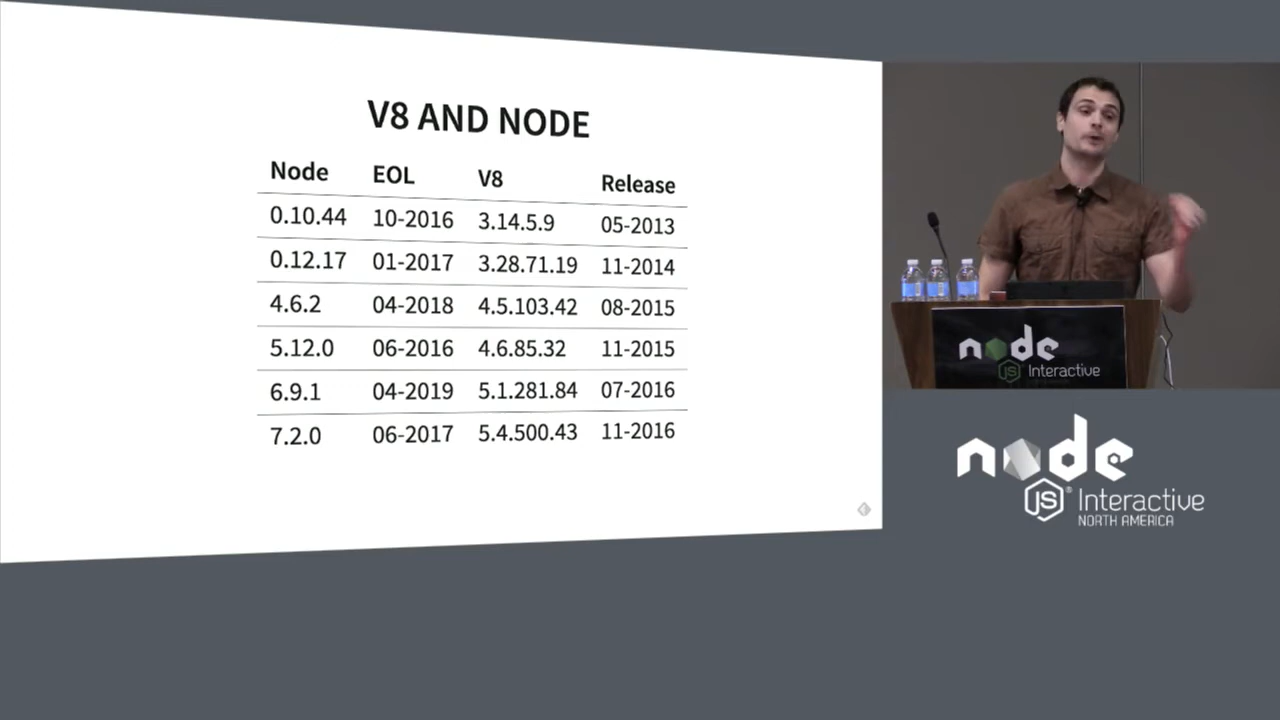 V8 AND NODE
Node EOL V8 Release
0.10.44 10-2016 3.14.5.9 05-2013
0.12.17 01-2017 3.28.71.19 11-2014
4.6.2 04-2018 4.5.103.42 08-2015
5.12.0 06-2016 4.6.85.32 11-2015
6.9.1 04-2019 5.1.281.84 07-2016
7.2.0 06-2017 5.4.500.43 11-2016
node
JS Interactive
node
JS® Interactive
NORTH AMERICA